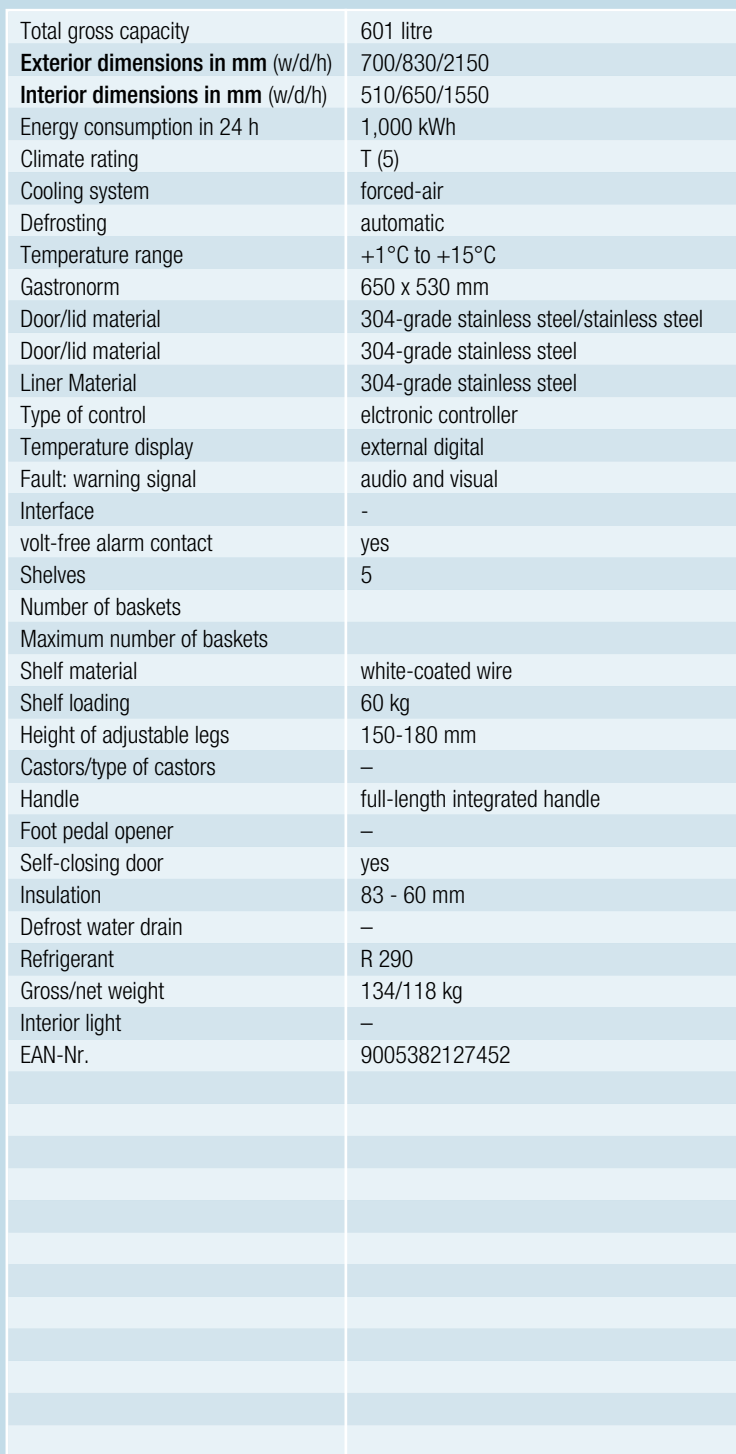 Total gross capacity 601 litre
Exterior dimensions in mm (w/d/h) 700/830/2150
Interior dimensions in mm (w/d/h) 510/650/1550
Energy consumption in 24 h 1,000 kWh
Climate rating T (5)
Cooling system forced-air
Defrosting automatic
Temperature range +1°C to +15°C
Gastronorm 650 x 530 mm
Door/lid material 304-grade stainless steel/stainless steel
Door/lid material 304-grade stainless steel
Liner Material 304-grade stainless steel
Type of control elctronic controller
Temperature display external digital
Fault: warning signal audio and visual
Interface -
volt-free alarm contact yes
Shelves 5
Number of baskets
Maximum number of baskets
Shelf material white-coated wire
Shelf loading 60 kg
Height of adjustable legs 150-180 mm
Castors/type of castors –
Handle full-length integrated handle
Foot pedal opener –
Self-closing door yes
Insulation 83 - 60 mm
Defrost water drain –
Refrigerant R 290
Gross/net weight 134/118 kg
Interior light –
EAN-Nr. 9005382127452